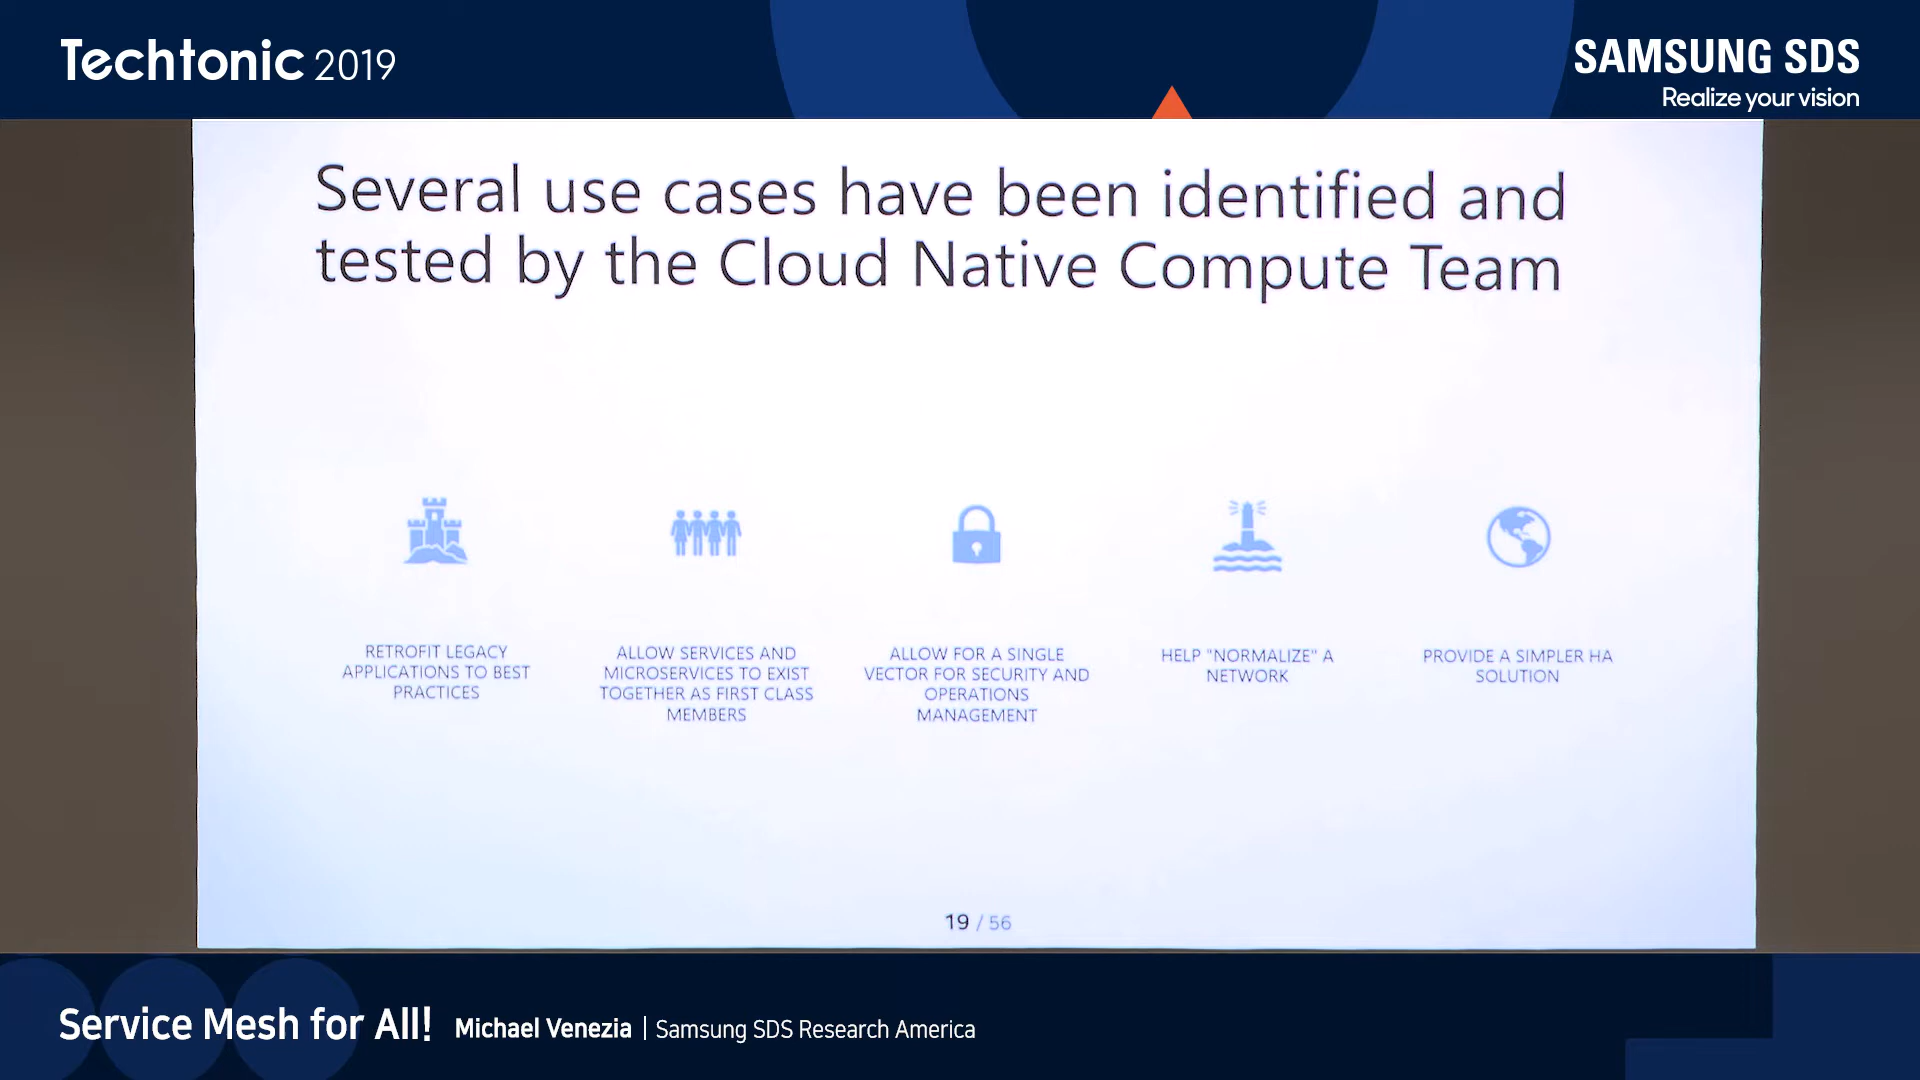 Techtonic 2019
SAMSUNG SDS
Realize your vision
Several use cases have been identified and
tested by the Cloud Native Compute Team
RETROFIT LEGACY
APPLICATIONS TO BEST
PRACTICES
ALLOW SERVICES AND
MICROSERVICES TO EXIST
TOGETHER AS FIRST CLASS
MEMBERS
ALLOW FOR A SINGLE
VECTOR FOR SECURITY AND
OPERATIONS
MANAGEMENT
HELP "NORMALIZE" A
NETWORK
PROVIDE A SIMPLER HA
SOLUTION
19 / 56
Service Mesh for All! Michael Venezia | Samsung SDS Research America